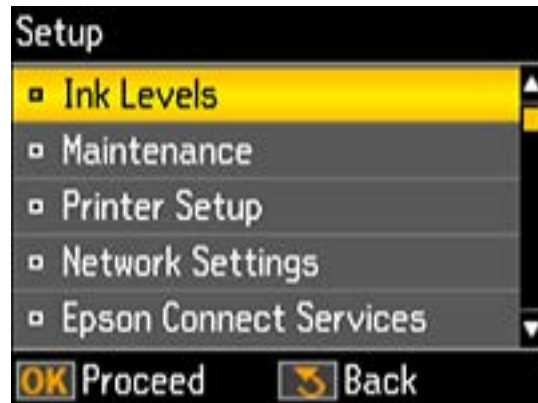 Setup
Ink Levels
Maintenance
Printer Setup
Network Settings
Epson Connect Services
OK Proceed Back